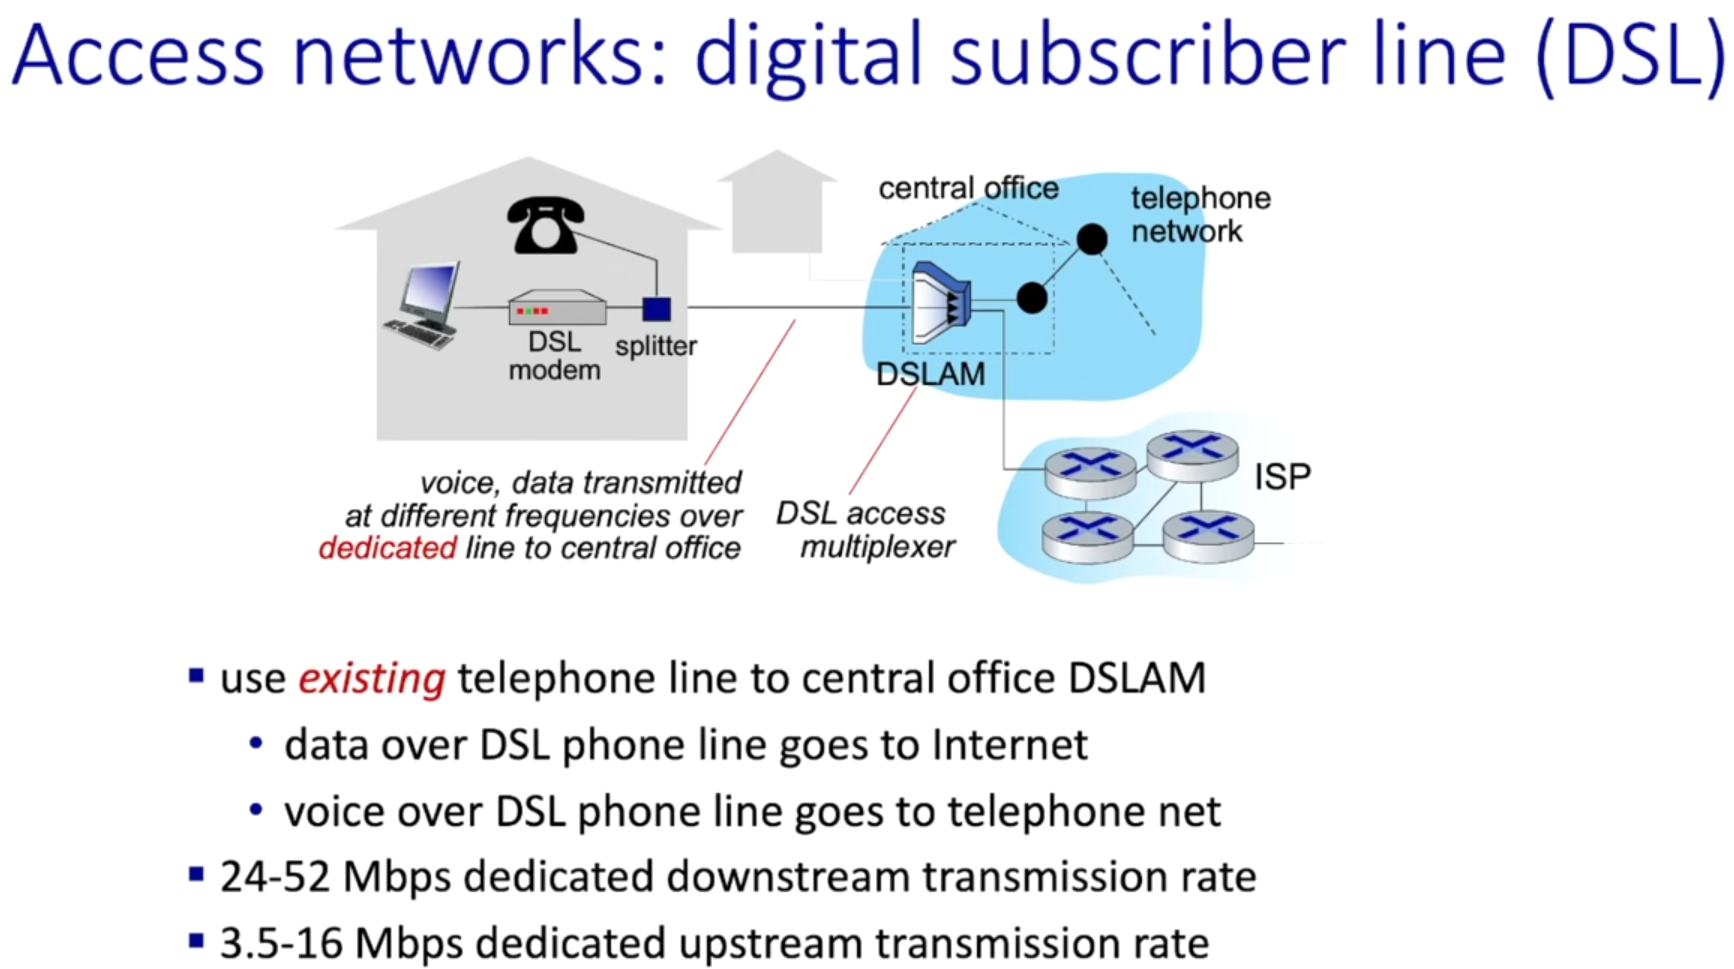 Access networks: digital subscriber line (DSL)
central office
telephone
network
DSL
modem
splitter
DSLAM
voice, data transmitted
at different frequencies over
dedicated line to central office
DSL access
multiplexer
ISP
▪ use existing telephone line to central office DSLAM
• data over DSL phone line goes to Internet
• voice over DSL phone line goes to telephone net
▪ 24-52 Mbps dedicated downstream transmission rate
▪ 3.5-16 Mbps dedicated upstream transmission rate